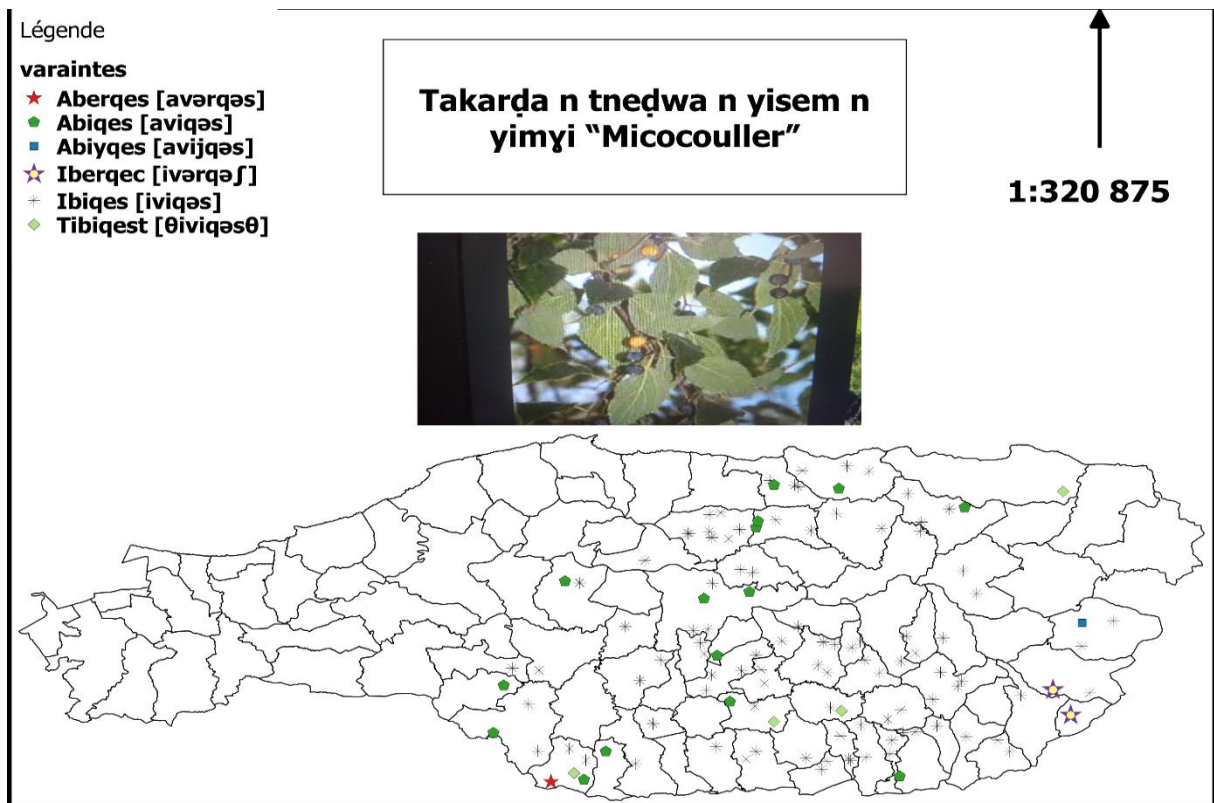 Légende
varaintes
Aberqes [avərqəs]
Abiqes [aviqəs]
Abiyqes [avijqəs]
Iberqec [ivərqəʃ]
Ibiqes [iviqəs]
Tibiqest [θiviqəsθ]
Takarḍa n tneḍwa n yisem n
yimɣi “Micocouller”
1:320 875